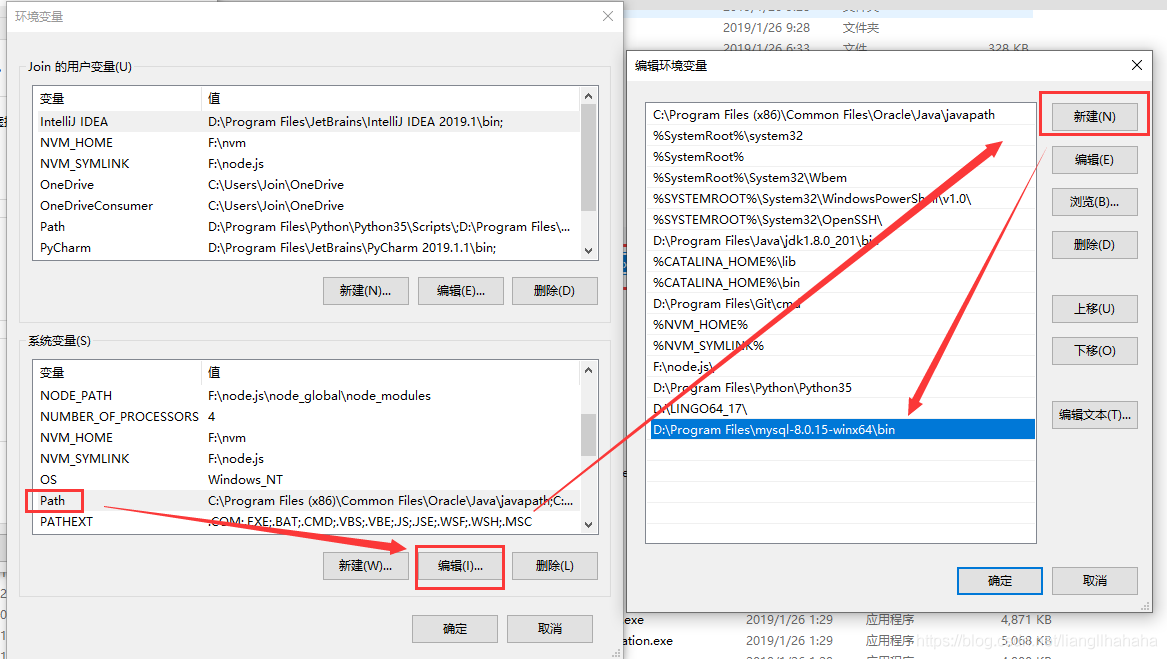 环境变量
Join 的用户变量(U)
变量 值
IntelliJ IDEA D:\Program Files\JetBrains\IntelliJ IDEA 2019.1\bin;
NVM_HOME F:\nvm
NVM_SYMLINK F:\node.js
OneDrive C:\Users\Join\OneDrive
OneDriveConsumer C:\Users\Join\OneDrive
Path D:\Program Files\Python\Python35\Scripts\;D:\Program Files\...
PyCharm D:\Program Files\JetBrains\PyCharm 2019.1.1\bin;
新建(N)... 编辑(E)... 删除(D)
系统变量(S)
变量 值
NODE_PATH F:\node.js\node_global\node_modules
NUMBER_OF_PROCESSORS 4
NVM_HOME F:\nvm
NVM_SYMLINK F:\node.js
OS Windows_NT
Path C:\Program Files (x86)\Common Files\Oracle\Java\javapath;C:...
PATHEXT .COM;.EXE;.BAT;.CMD;.VBS;.VBE;.JS;.JSE;.WSF;.WSH;.MSC
新建(W)... 编辑(I)... 删除(L)
确定 取消
2019/1/26 9:28 文件夹
2019/1/26 6:33 文件 328 KB
编辑环境变量
C:\Program Files (x86)\Common Files\Oracle\Java\javapath
%SystemRoot%\system32
%SystemRoot%
%SystemRoot%\System32\Wbem
%SYSTEMROOT%\System32\WindowsPowerShell\v1.0\
%SYSTEMROOT%\System32\OpenSSH\
D:\Program Files\Java\jdk1.8.0_201\bin
%CATALINA_HOME%\lib
%CATALINA_HOME%\bin
D:\Program Files\Git\cmd
%NVM_HOME%
%NVM_SYMLINK%
F:\node.js\
D:\Program Files\Python\Python35
D:\LINGO64_17\
D:\Program Files\mysql-8.0.15-winx64\bin
新建(N)
编辑(E)
浏览(B)...
删除(D)
上移(U)
下移(O)
编辑文本(T)...
确定 取消
exe 2019/1/26 1:29 应用程序 4,871 KB
ation.exe 2019/1/26 1:29 应用程序 5,068 KB